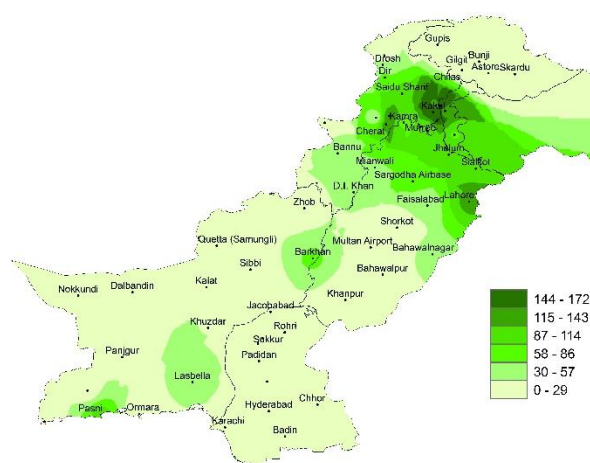 Gupis
Drosh
Gilgit
Bunji
Dir
Astore
Skardu
Chilas
Saidu Sharif
Kakul
Kamra
Cherat
Murree
Bannu
Jhelum
Mianwali
Sialkot
Sargodha Airbase
D.I. Khan
Faisalabad
Lahore
Zhob
Shorkot
Quetta (Samungli)
Multan Airport
Barkhan
Bahawalnagar
Sibbi
Bahawalpur
Kalat
Nokkundi
Dalbandin
Khanpur
Jacobabad
Khuzdar
Rohri
Sukkur
Panjgur
Padidan
Lasbella
Pasni
Ormara
Hyderabad
Chhor
Karachi
Badin
144 - 172
115 - 143
87 - 114
58 - 86
30 - 57
0 - 29